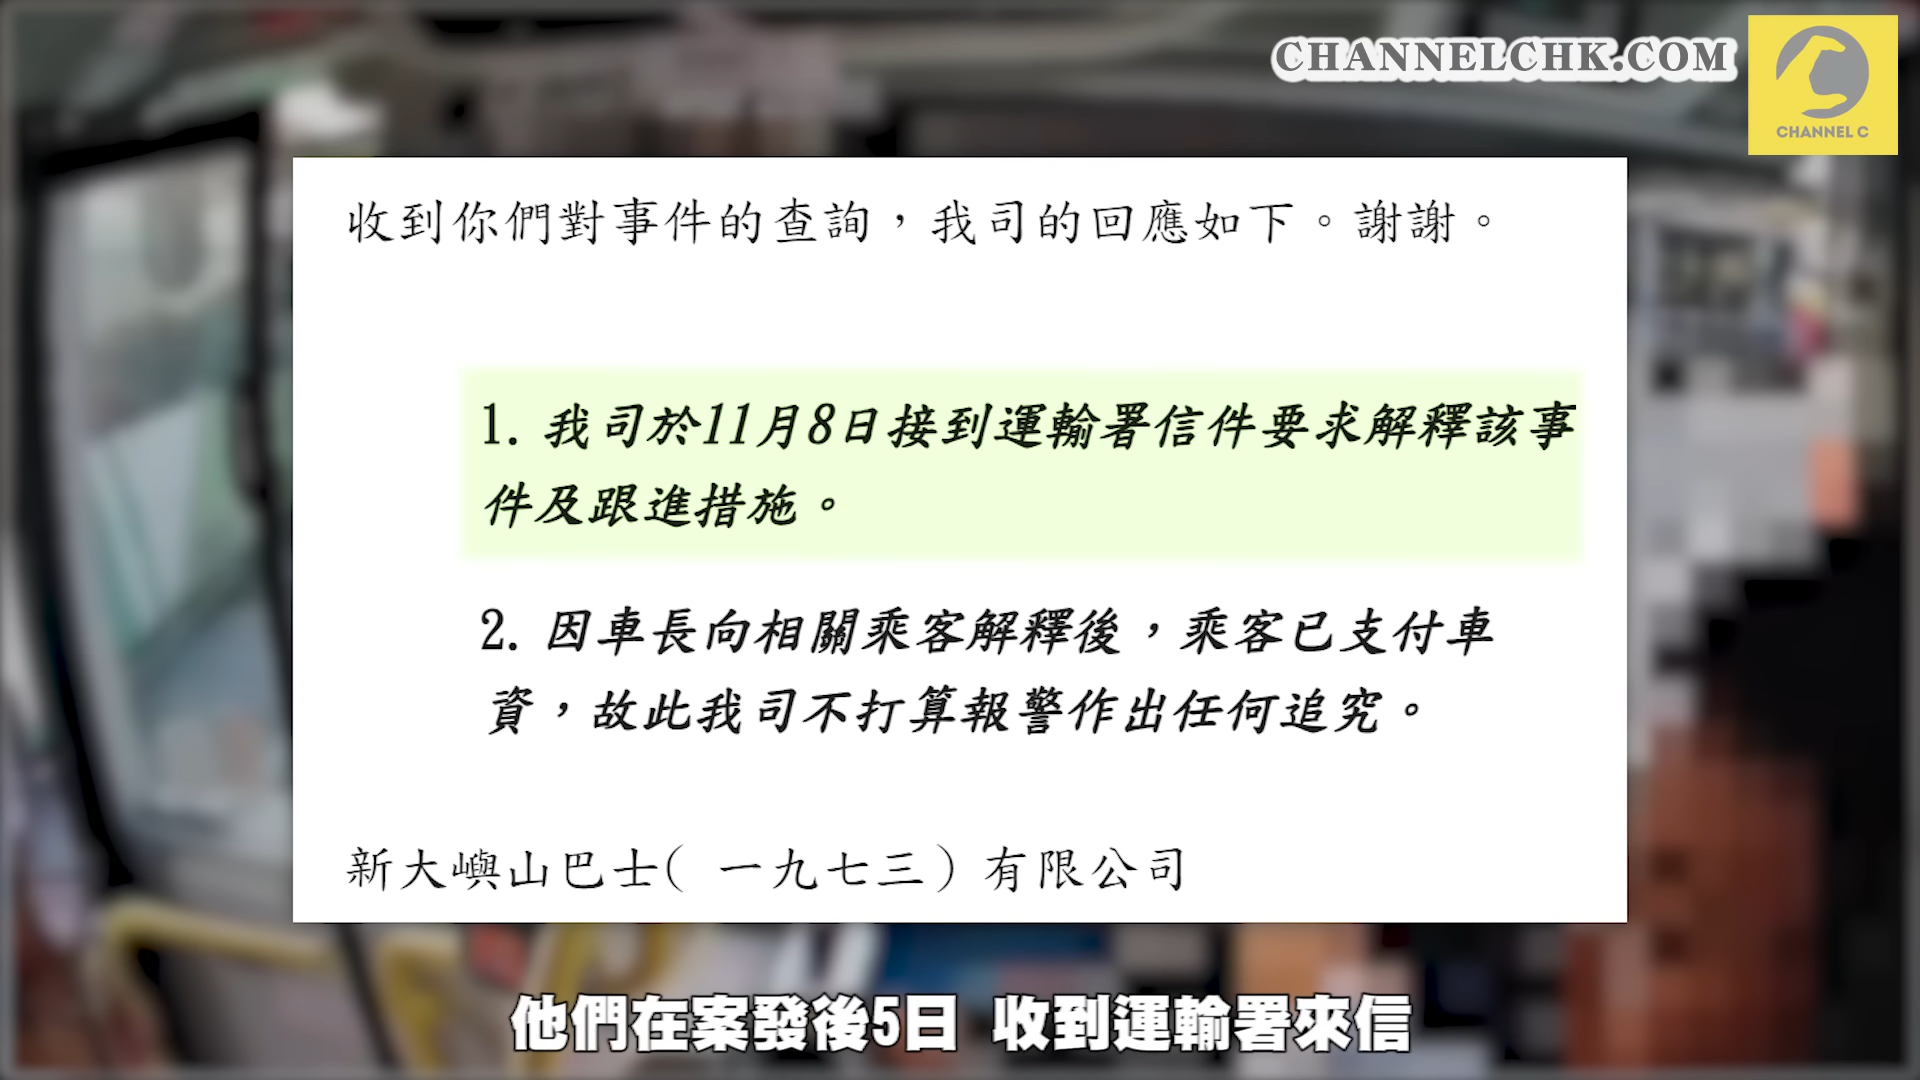 CHANNELCHK.COM
CHANNEL C
收到你們對事件的查詢，我司的回應如下。謝謝。
1. 我司於11月8日接到運輸署信件要求解釋該事
件及跟進措施。
2. 因車長向相關乘客解釋後，乘客已支付車
資，故此我司不打算報警作出任何追究。
新大嶼山巴士( 一九七三) 有限公司
他們在案發後5日 收到運輸署來信